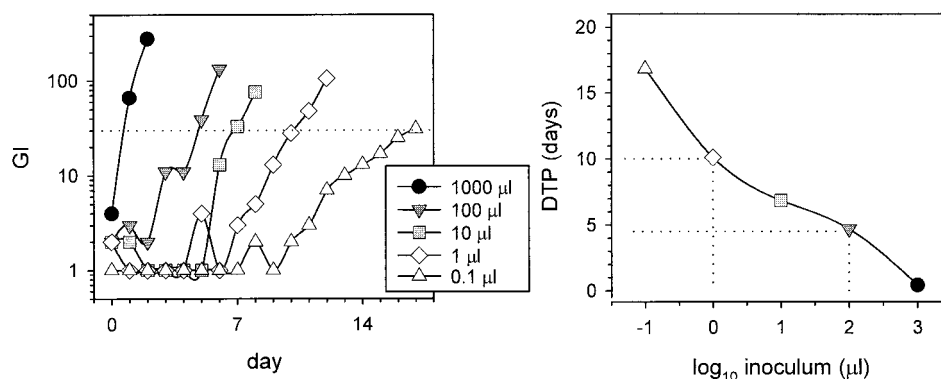 100
10
1
GI
0
7
14
day
1000 µl
100 µl
10 µl
1 µl
0.1 µl
20
15
10
5
0
DTP (days)
-1
0
1
2
3
log₁₀ inoculum (µl)